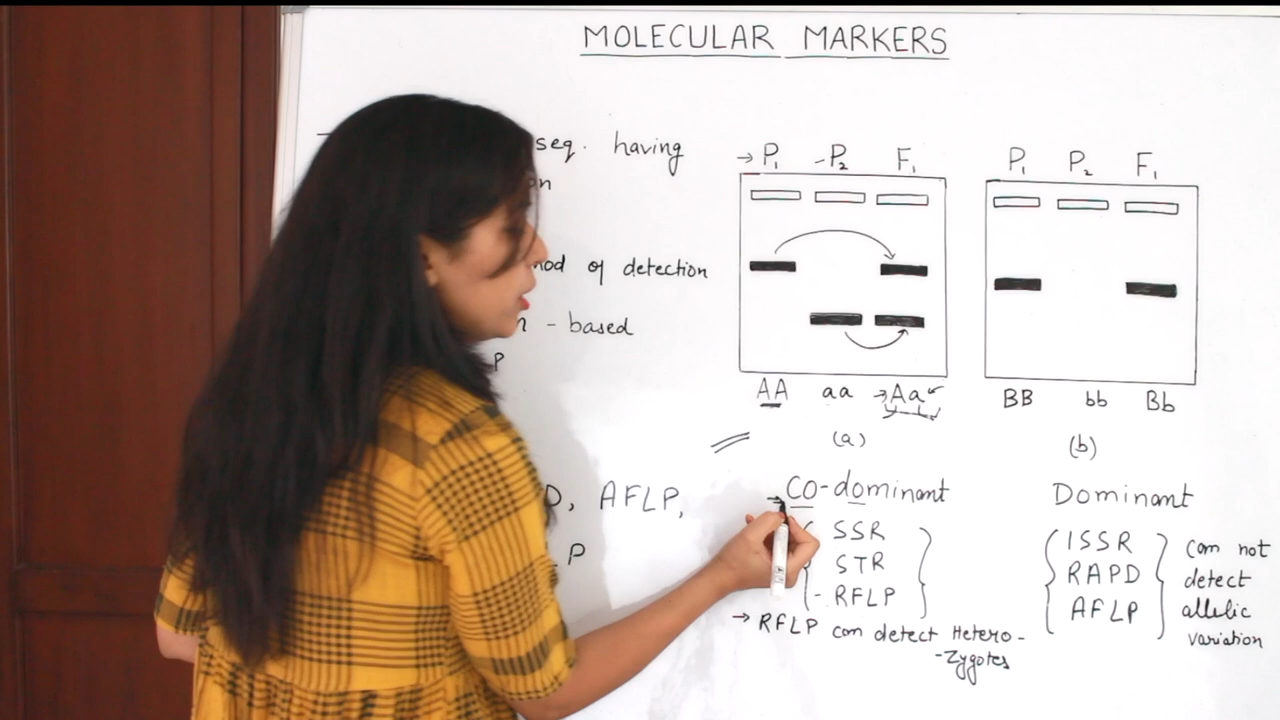 MOLECULAR MARKERS
seq. having
of detection
- based
P
D, AFLP,
P
→ P₁ - P₂ F₁
AA aa → Aa
(a)
→ CO-dominant
SSR
STR
- RFLP
→ RFLP can detect Hetero-
-Zygotes
P₁ P₂ F₁
BB bb Bb
(b)
Dominant
ISSR
RAPD
AFLP
can not
detect
allelic
variation